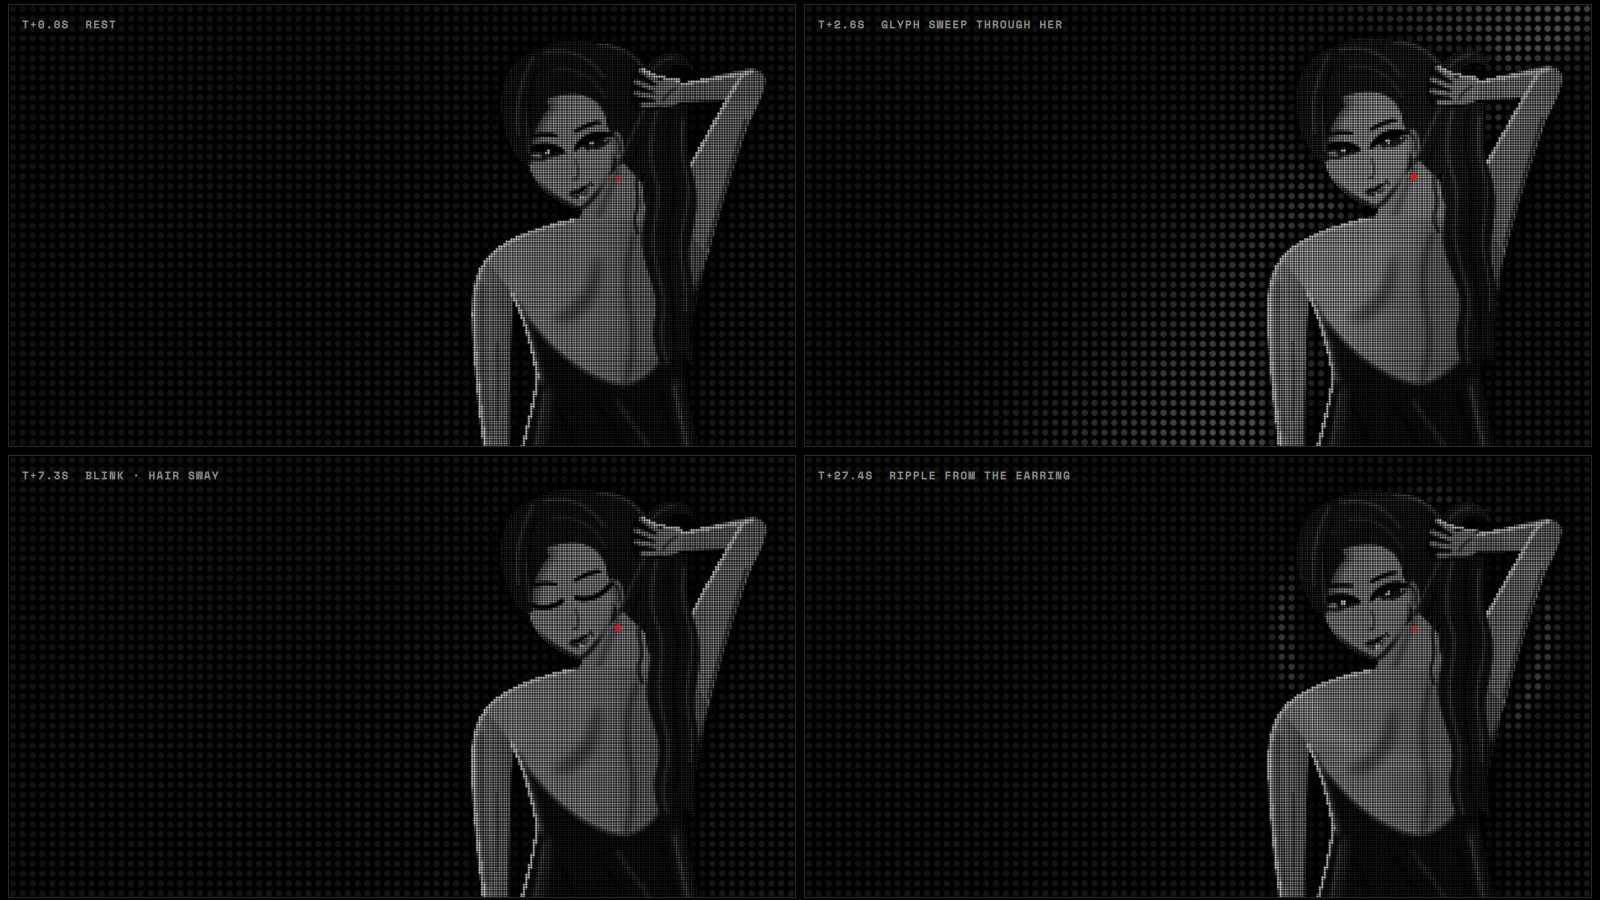 T+0.0S  REST
T+2.6S  GLYPH SWEEP THROUGH HER
T+7.3S  BLINK · HAIR SWAY
T+27.4S  RIPPLE FROM THE EARRING